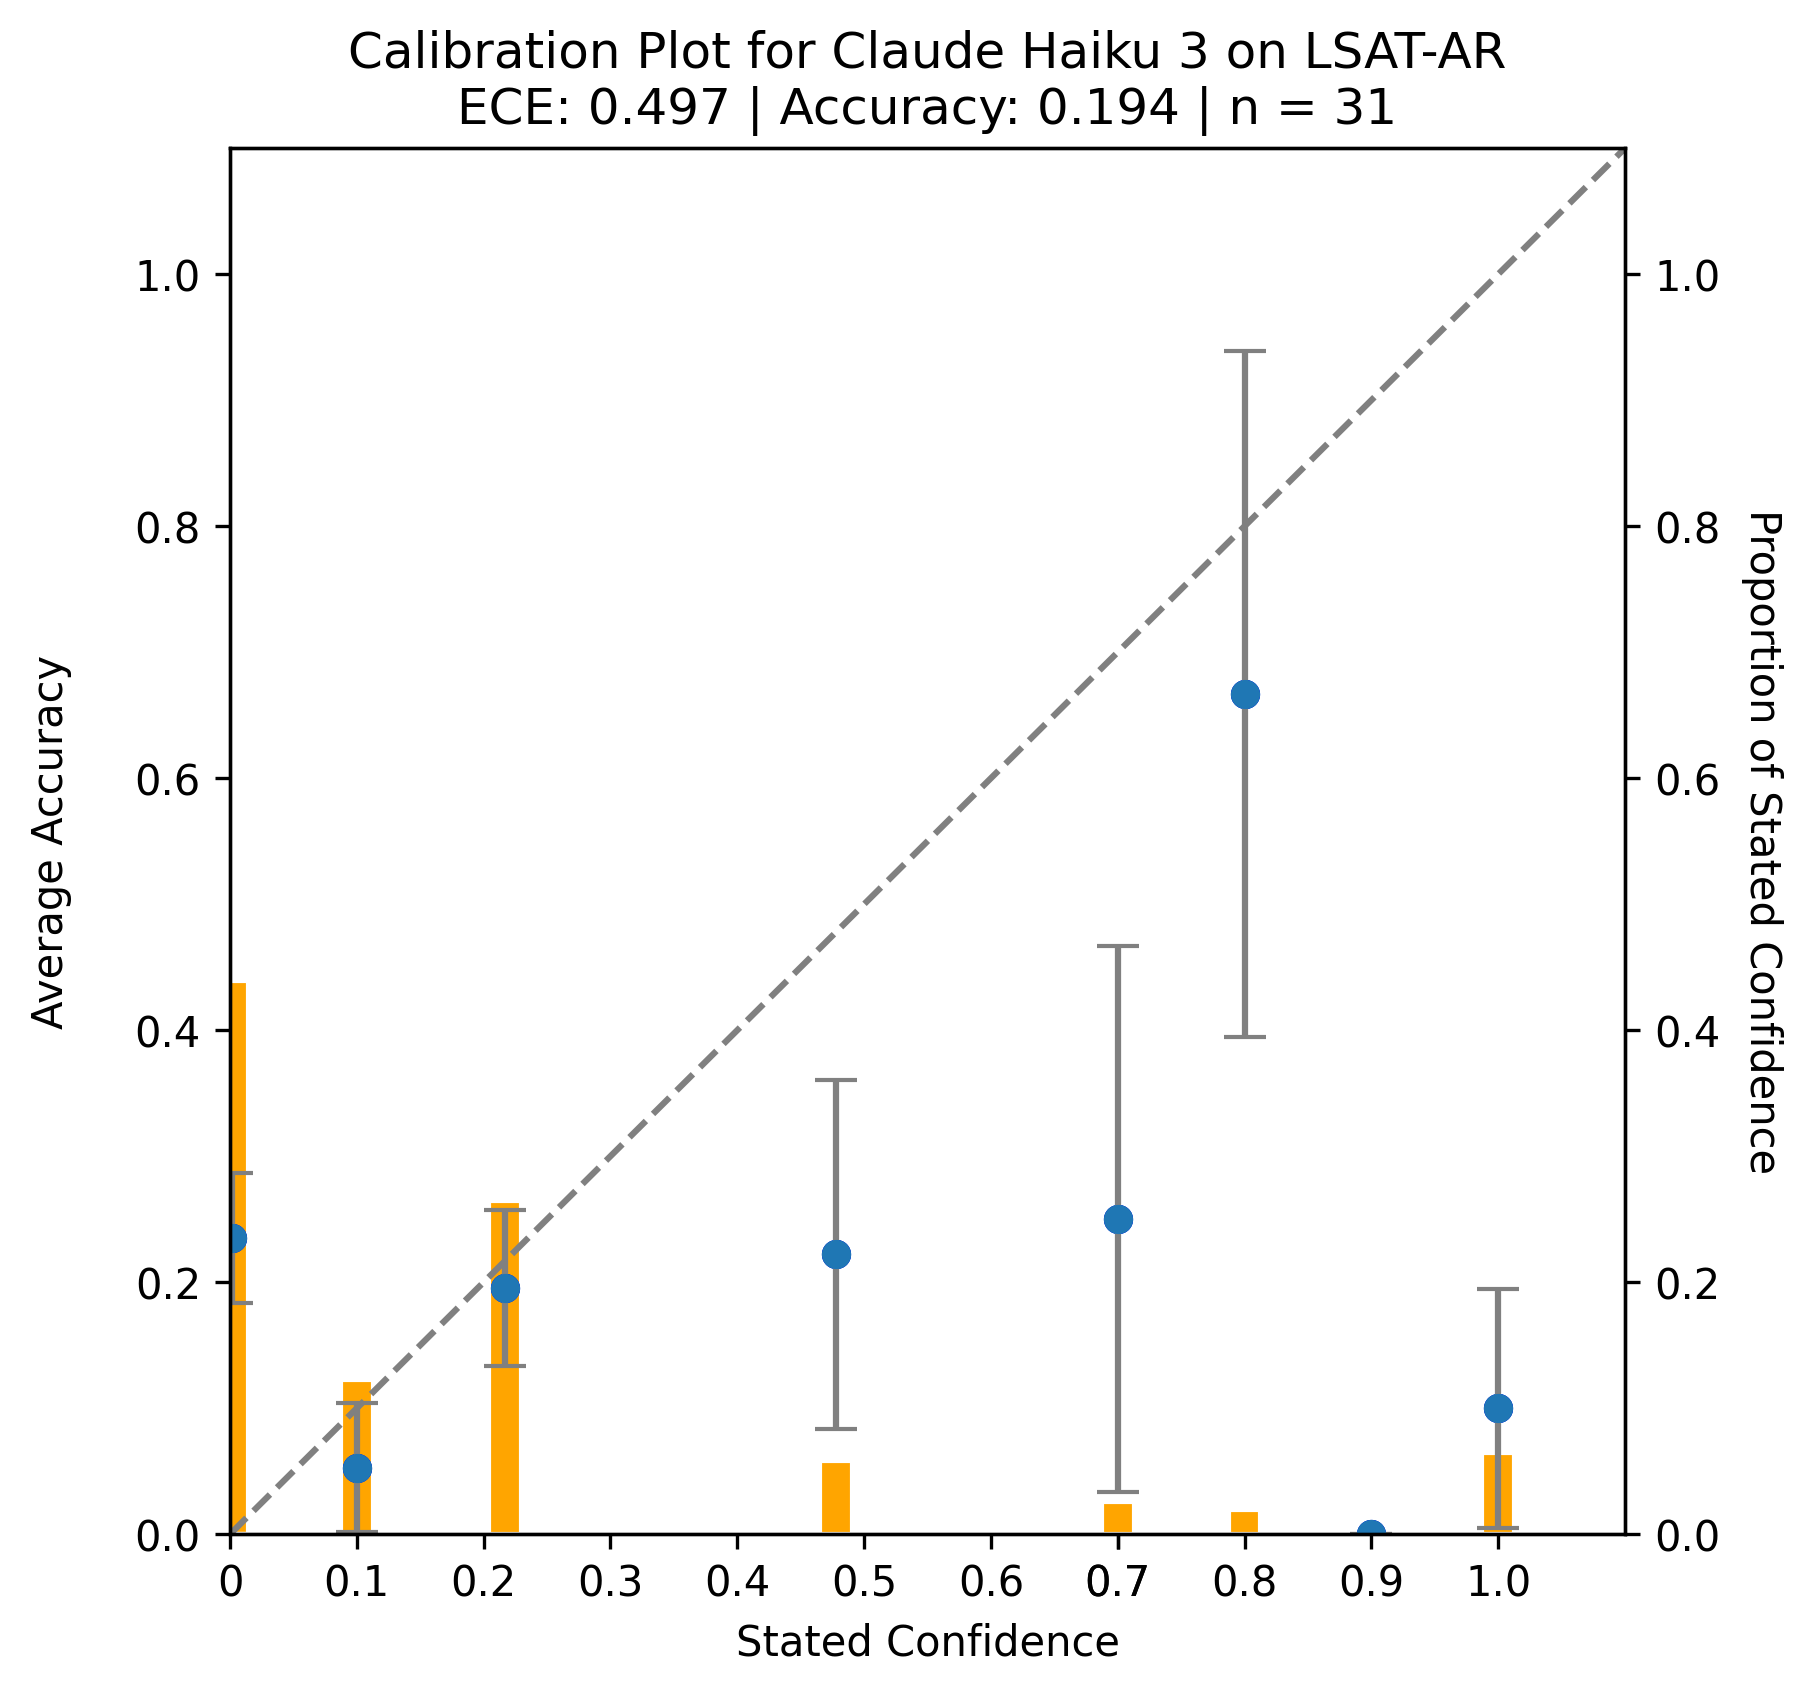 Calibration Plot for Claude Haiku 3 on LSAT-AR
ECE: 0.497 | Accuracy: 0.194 | n = 31
Average Accuracy
1.0
0.8
0.6
0.4
0.2
0.0
0 0.1 0.2 0.3 0.4 0.5 0.6 0.7 0.8 0.9 1.0
Stated Confidence
1.0
0.8
0.6
0.4
0.2
0.0
Proportion of Stated Confidence